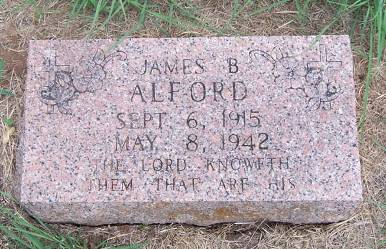 JAMES B
ALFORD
SEPT 6, 1915
MAY 8, 1942
THE LORD KNOWETH
THEM THAT ARE HIS